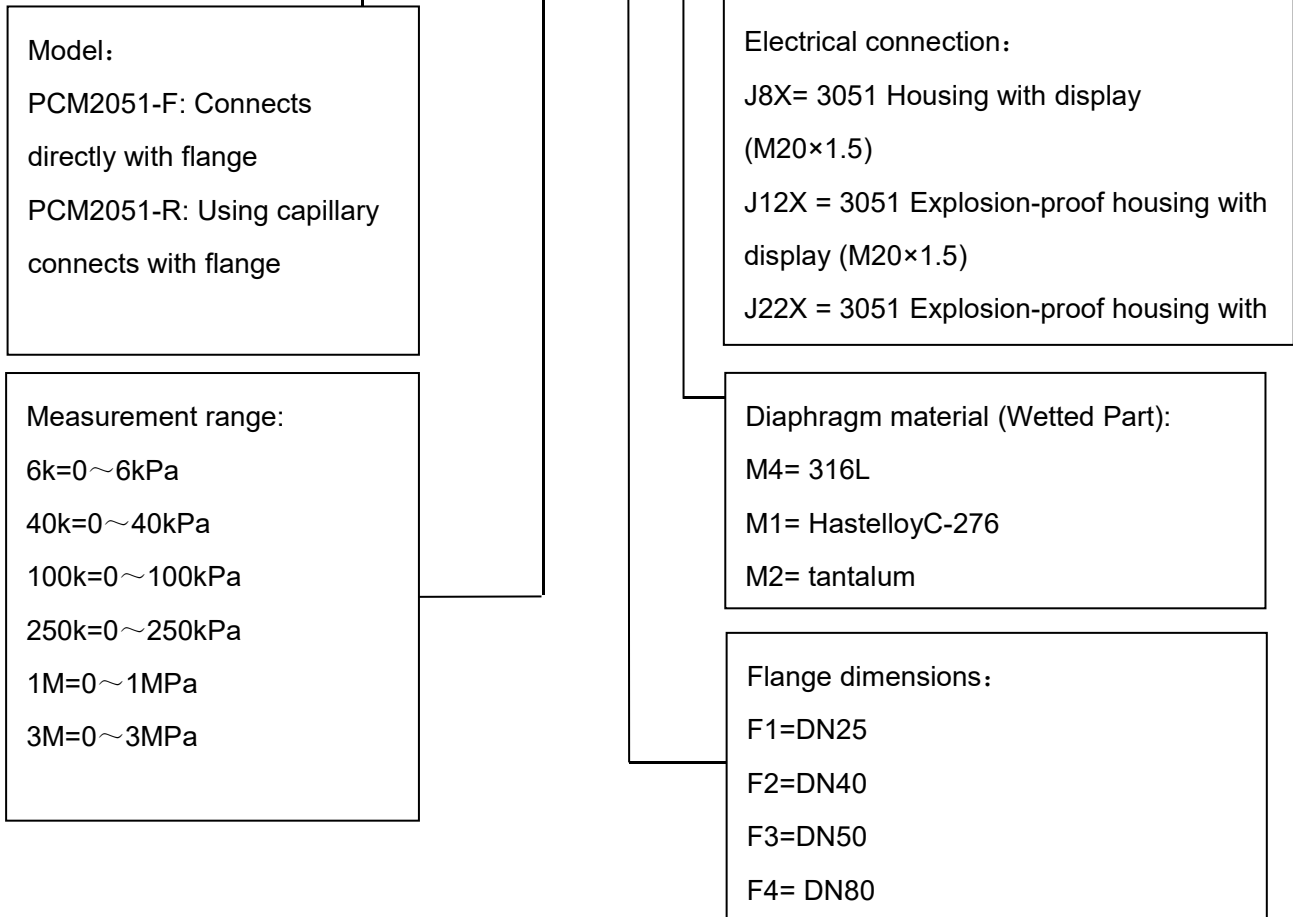 Model：
PCM2051-F: Connects
directly with flange
PCM2051-R: Using capillary
connects with flange
Measurement range:
6k=0～6kPa
40k=0～40kPa
100k=0～100kPa
250k=0～250kPa
1M=0～1MPa
3M=0～3MPa
Electrical connection：
J8X= 3051 Housing with display
(M20×1.5)
J12X = 3051 Explosion-proof housing with
display (M20×1.5)
J22X = 3051 Explosion-proof housing with
Diaphragm material (Wetted Part):
M4= 316L
M1= HastelloyC-276
M2= tantalum
Flange dimensions：
F1=DN25
F2=DN40
F3=DN50
F4= DN80